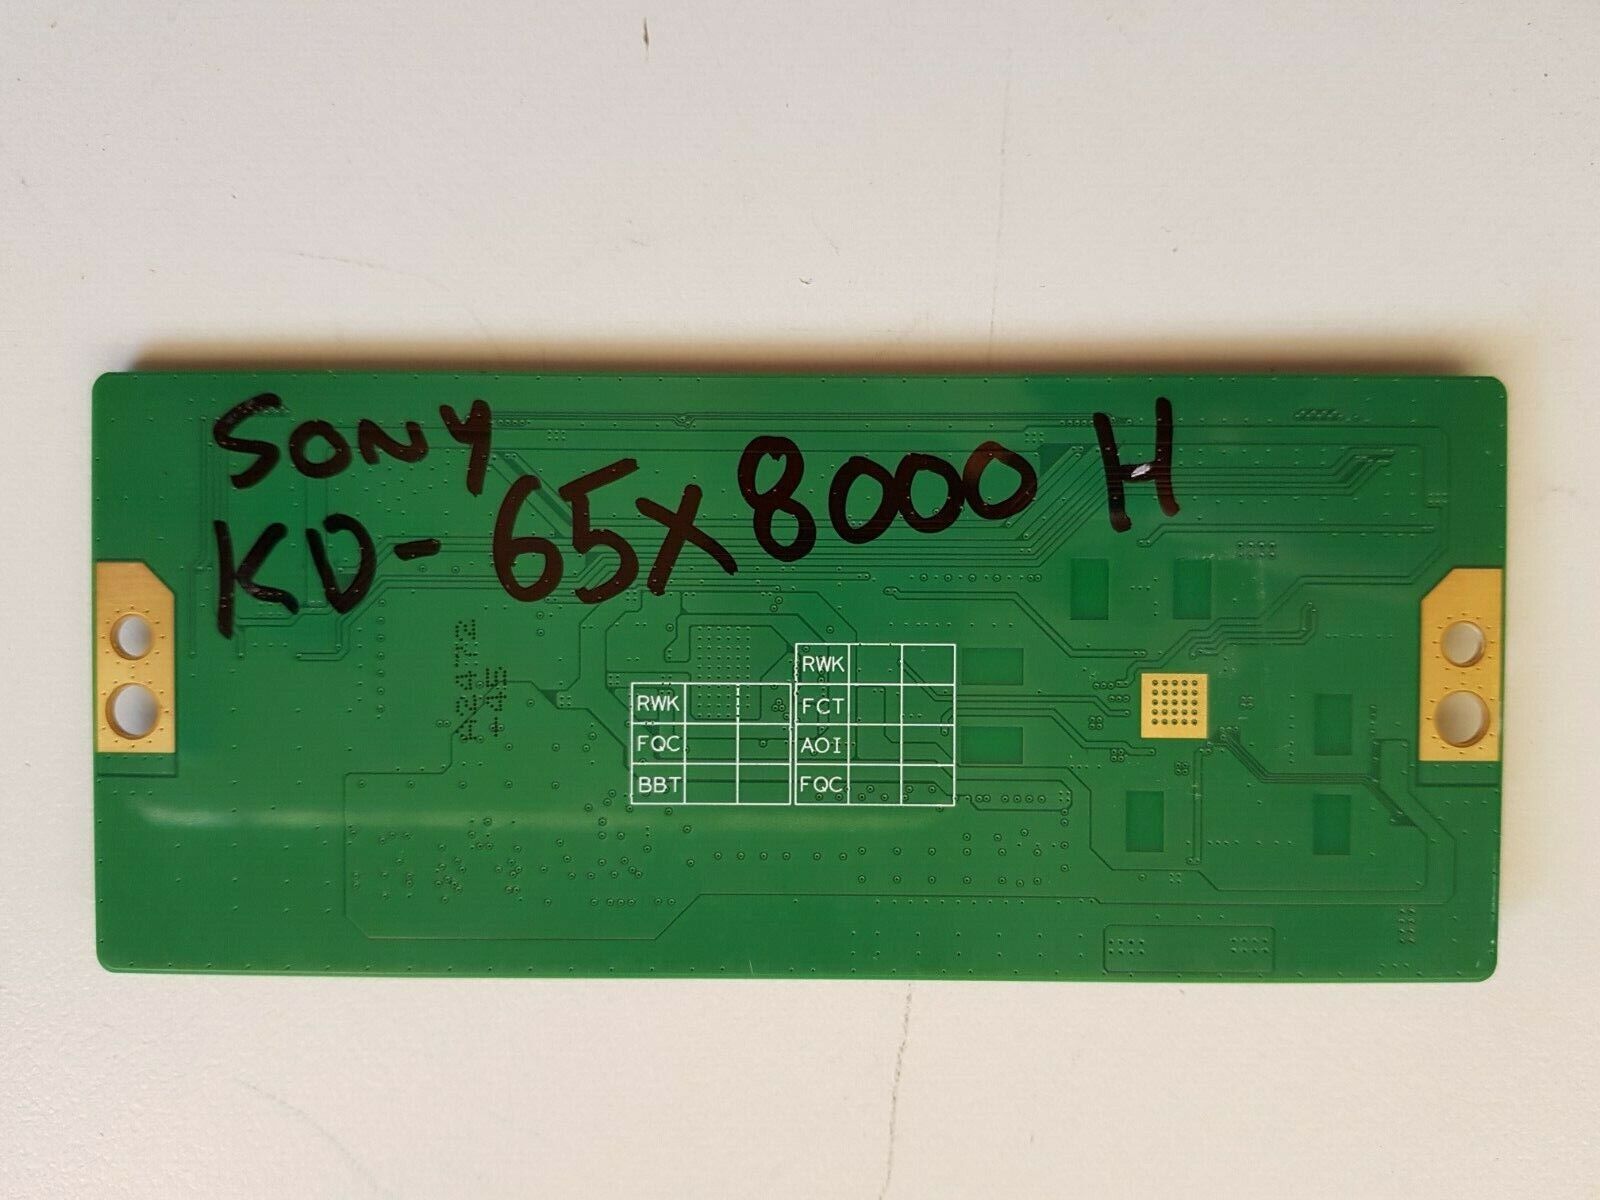 SONY
KD-65X8000H
RWK
FQC
BBT
RWK
FCT
AOI
FQC